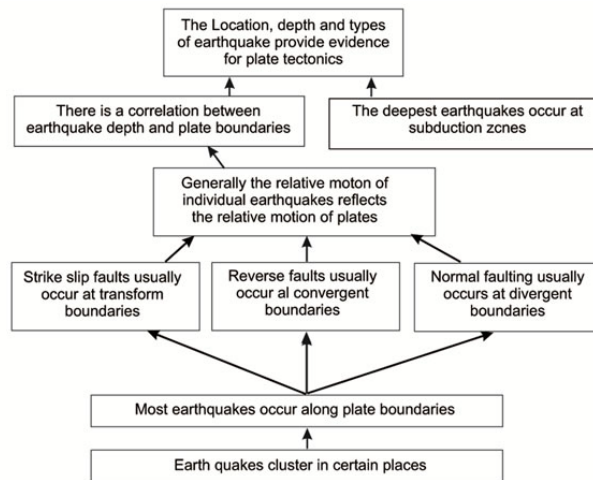 The Location, depth and types
of earthquake provide evidence
for plate tectonics
There is a correlation between
earthquake depth and plate boundaries
The deepest earthquakes occur at
subduction zcnes
Generally the relative moton of
individual earthquakes reflects
the relative motion of plates
Strike slip faults usually
occur at transform
boundaries
Reverse faults usually
occur al convergent
boundaries
Normal faulting usually
occurs at divergent
boundaries
Most earthquakes occur along plate boundaries
Earth quakes cluster in certain places